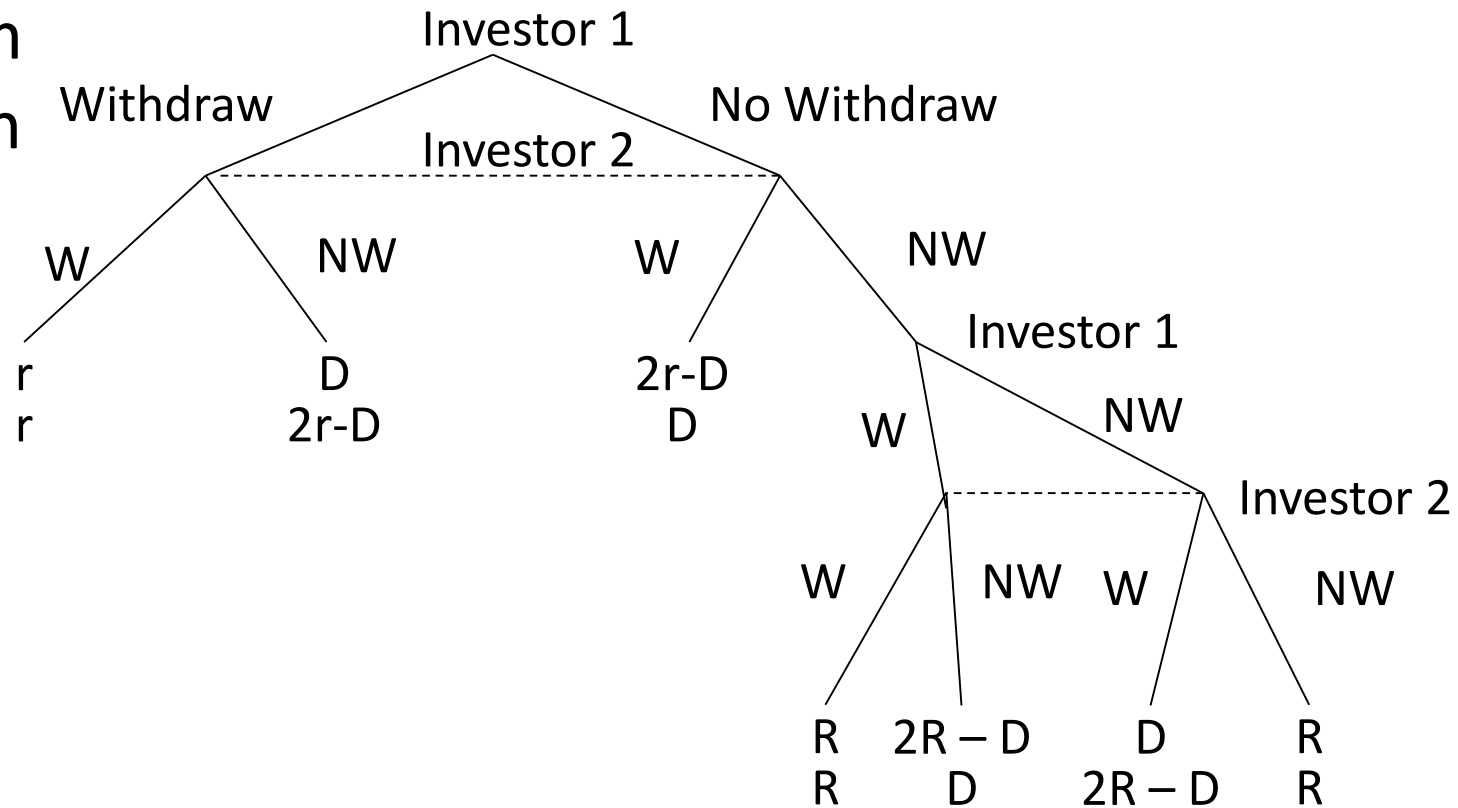 n
n
Investor 1
Withdraw
No Withdraw
Investor 2
W
NW
W
NW
r
r
D
2r-D
2r-D
D
Investor 1
W
NW
Investor 2
W
NW
W
NW
R
R
2R – D
D
D
2R – D
R
R